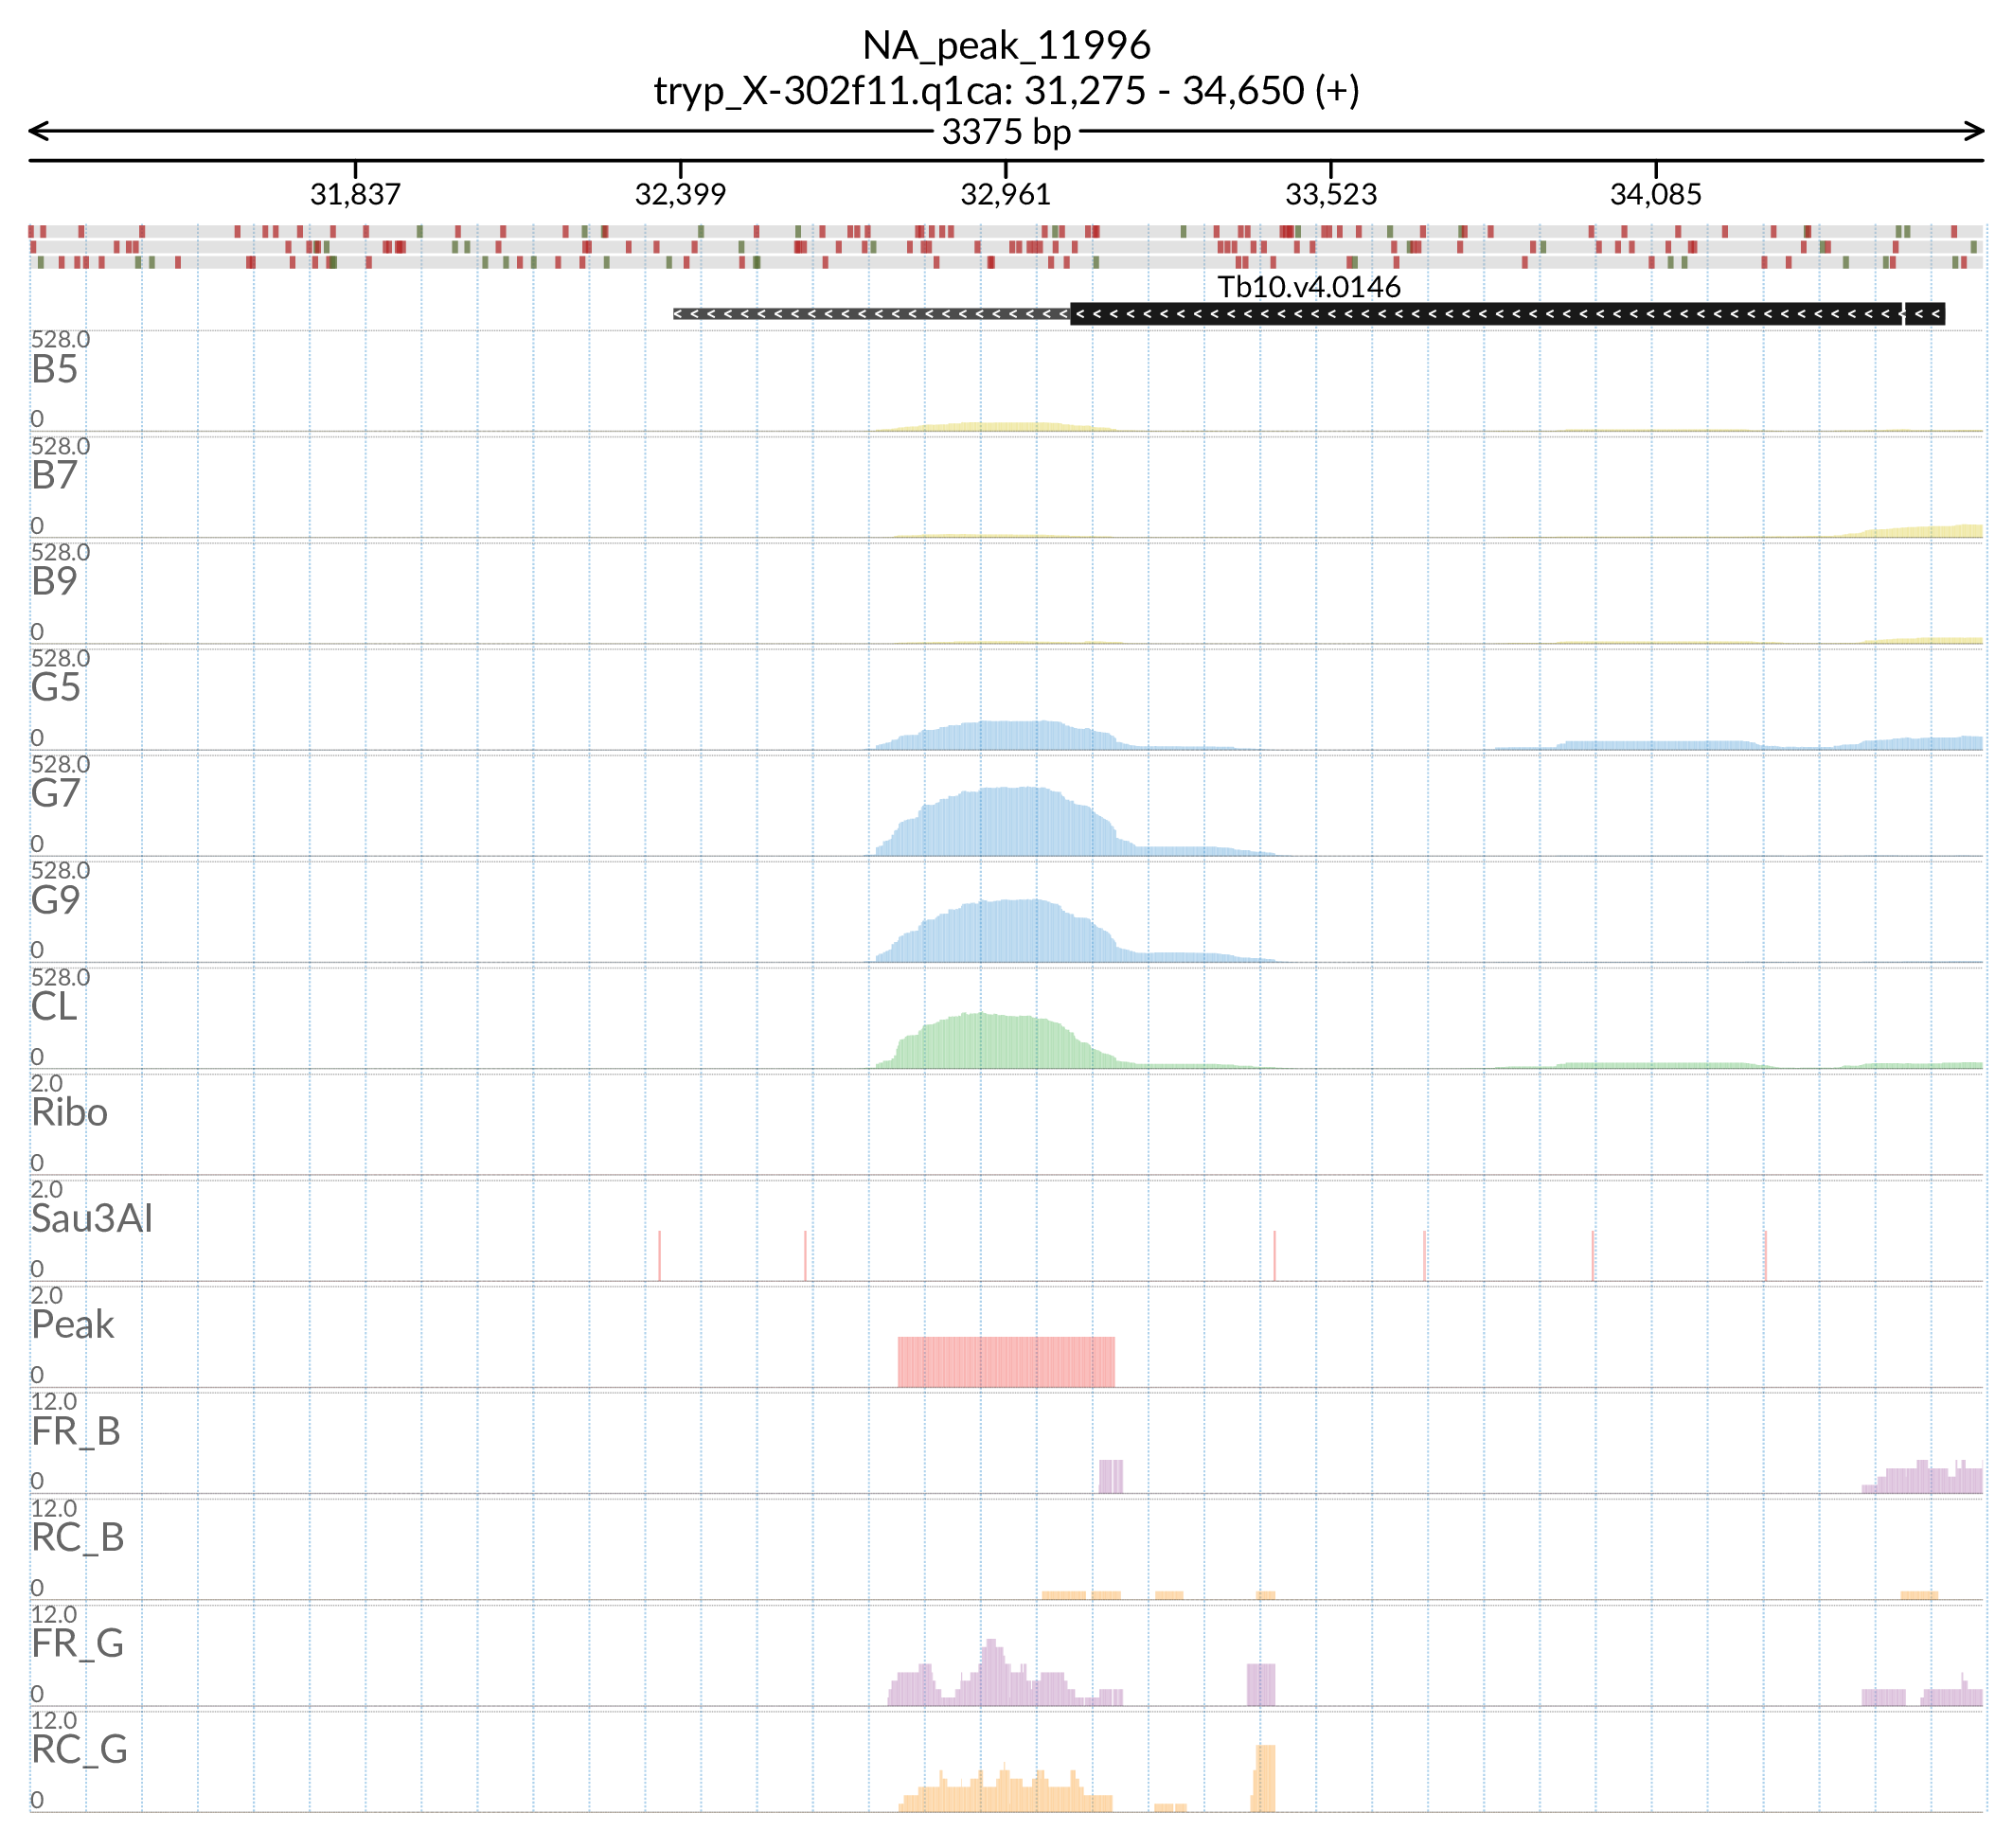 NA_peak_11996
tryp_X-302f11.q1ca: 31,275 - 34,650 (+)
3375 bp
31,837 32,399 32,961 33,523 34,085
Tb10.v4.0146
528.0
B5
0
528.0
B7
0
528.0
B9
0
528.0
G5
0
528.0
G7
0
528.0
G9
0
528.0
CL
0
2.0
Ribo
0
2.0
Sau3AI
0
2.0
Peak
0
12.0
FR_B
0
12.0
RC_B
0
12.0
FR_G
0
12.0
RC_G
0